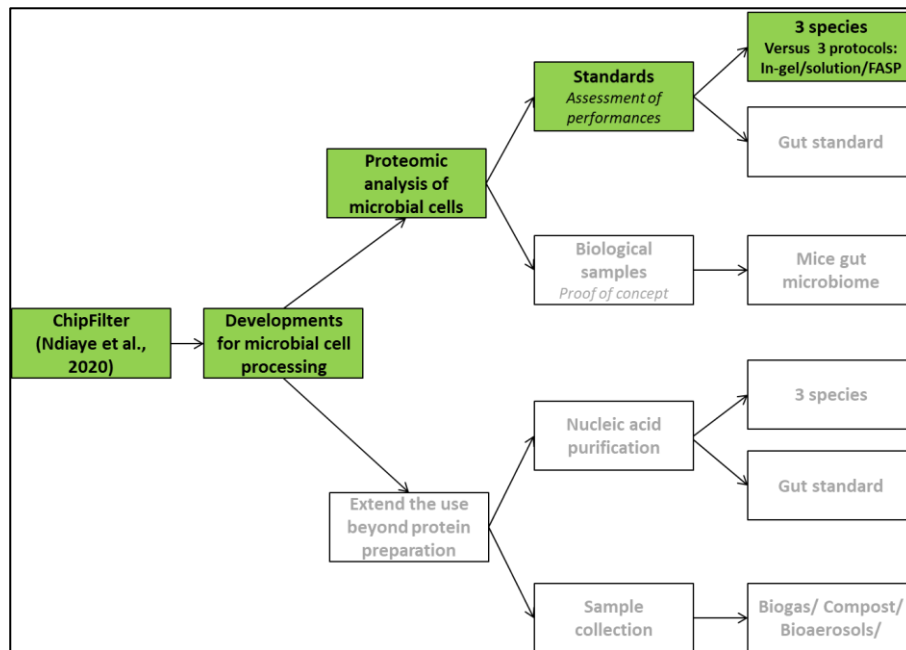 ChipFilter
(Ndiaye et al.,
2020)
Developments
for microbial cell
processing
Proteomic
analysis of
microbial cells
Standards
Assessment of
performances
3 species
Versus 3 protocols:
In-gel/solution/FASP
Gut standard
Biological
samples
Proof of concept
Mice gut
microbiome
Extend the use
beyond protein
preparation
Nucleic acid
purification
3 species
Gut standard
Sample
collection
Biogas/ Compost/
Bioaerosols/